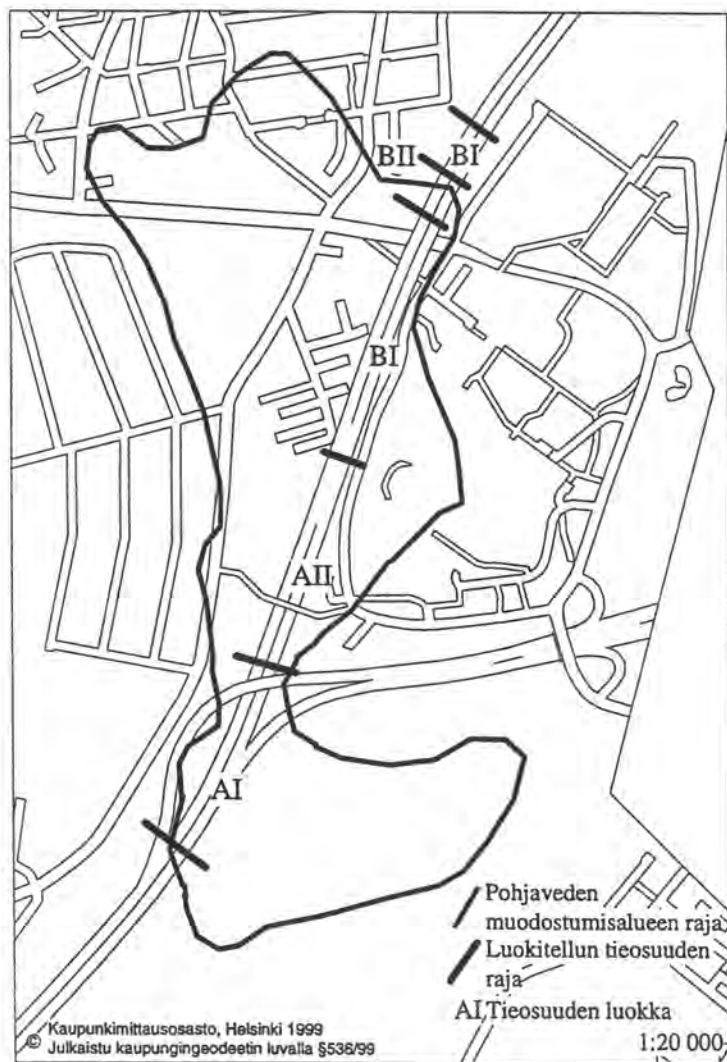 BII BI
BI
AII
AI
Pohjaveden
muodostumisalueen raja
Luokitellun tieosuuden
raja
AI Tieosuuden luokka
© Kaupunkimittausosasto, Helsinki 1999
Julkaistu kaupungingeodeetin luvalla §536/99
1:20 000